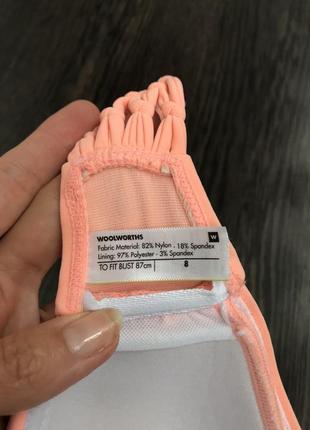 WOOLWORTHS
W
Fabric Material: 82% Nylon - 18% Spandex
Lining: 97% Polyester - 3% Spandex
TO FIT BUST 87cm
8